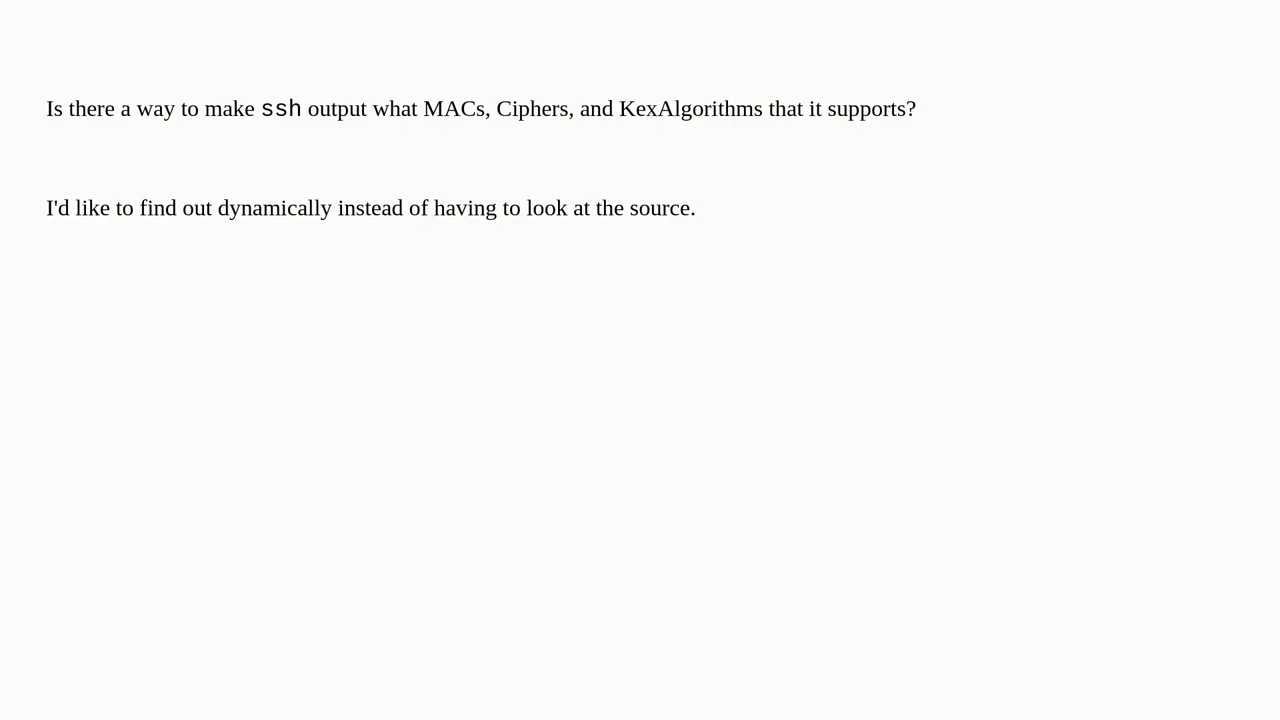 Is there a way to make ssh output what MACs, Ciphers, and KexAlgorithms that it supports?
I'd like to find out dynamically instead of having to look at the source.